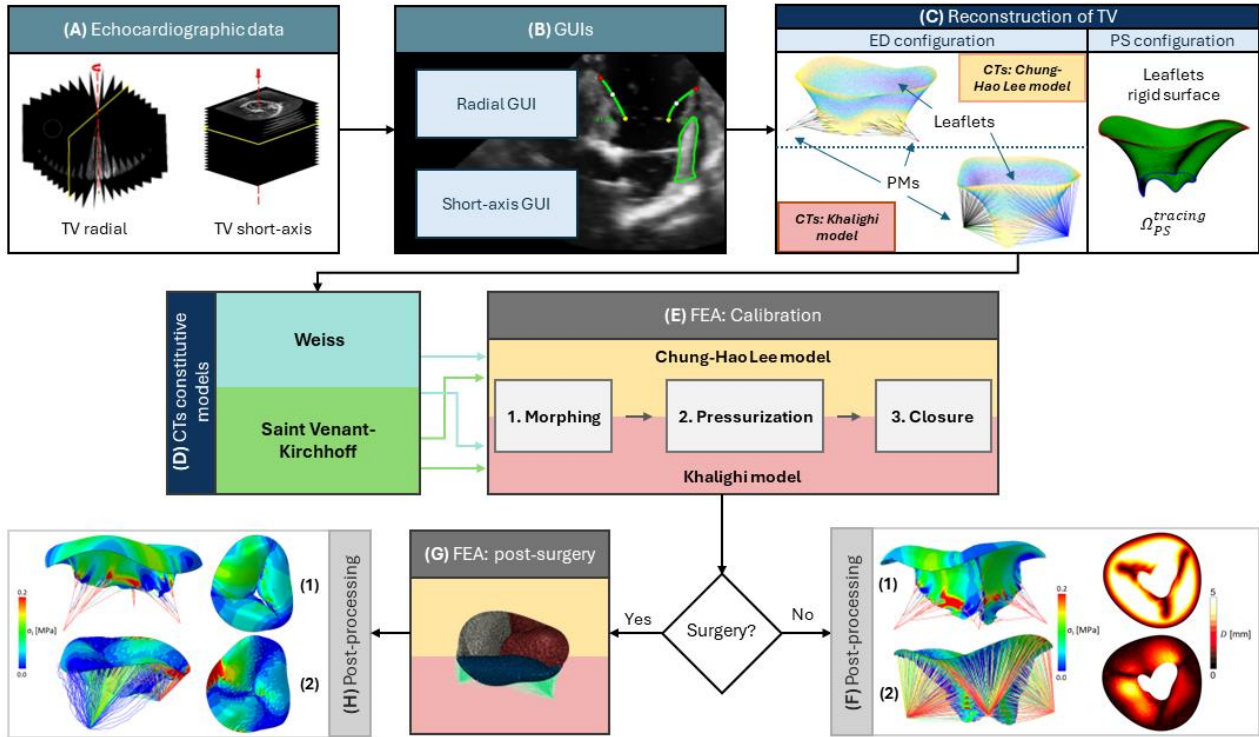 (A) Echocardiographic data
TV radial
TV short-axis
(B) GUIs
Radial GUI
Short-axis GUI
(C) Reconstruction of TV
ED configuration
PS configuration
CTs: Chung-
Hao Lee model
Leaflets
PMs
CTs: Khalighi
model
Leaflets
rigid surface
Ω_PS^tracing
(D) CTs constitutive
models
Weiss
Saint Venant-
Kirchhoff
(E) FEA: Calibration
Chung-Hao Lee model
1. Morphing
2. Pressurization
3. Closure
Khalighi model
Surgery?
Yes
No
(F) Post-processing
(1)
(2)
0.2
σI [MPa]
0.0
5
D [mm]
0
(G) FEA: post-surgery
(H) Post-processing
(1)
(2)
0.2
σI [MPa]
0.0